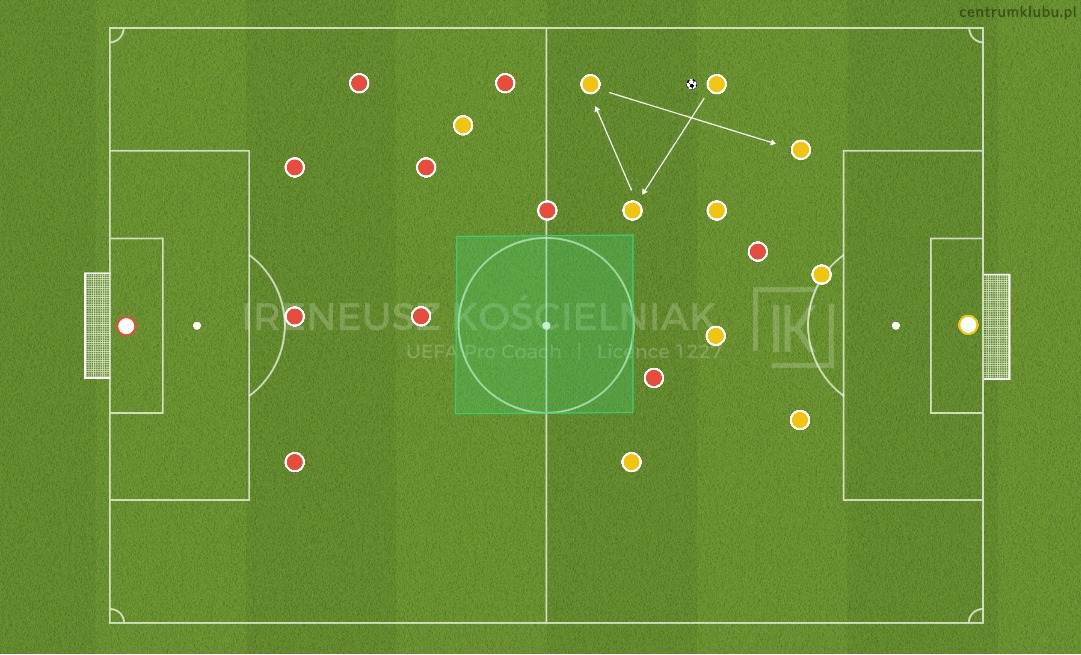 centrumklubu.pl
IRENEUSZ KOŚCIELNIAK
IK
UEFA Pro Coach | Licence 1227